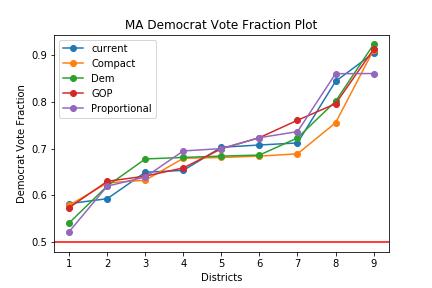 MA Democrat Vote Fraction Plot
current
Compact
Dem
GOP
Proportional
Democrat Vote Fraction
0.9
0.8
0.7
0.6
0.5
1 2 3 4 5 6 7 8 9
Districts